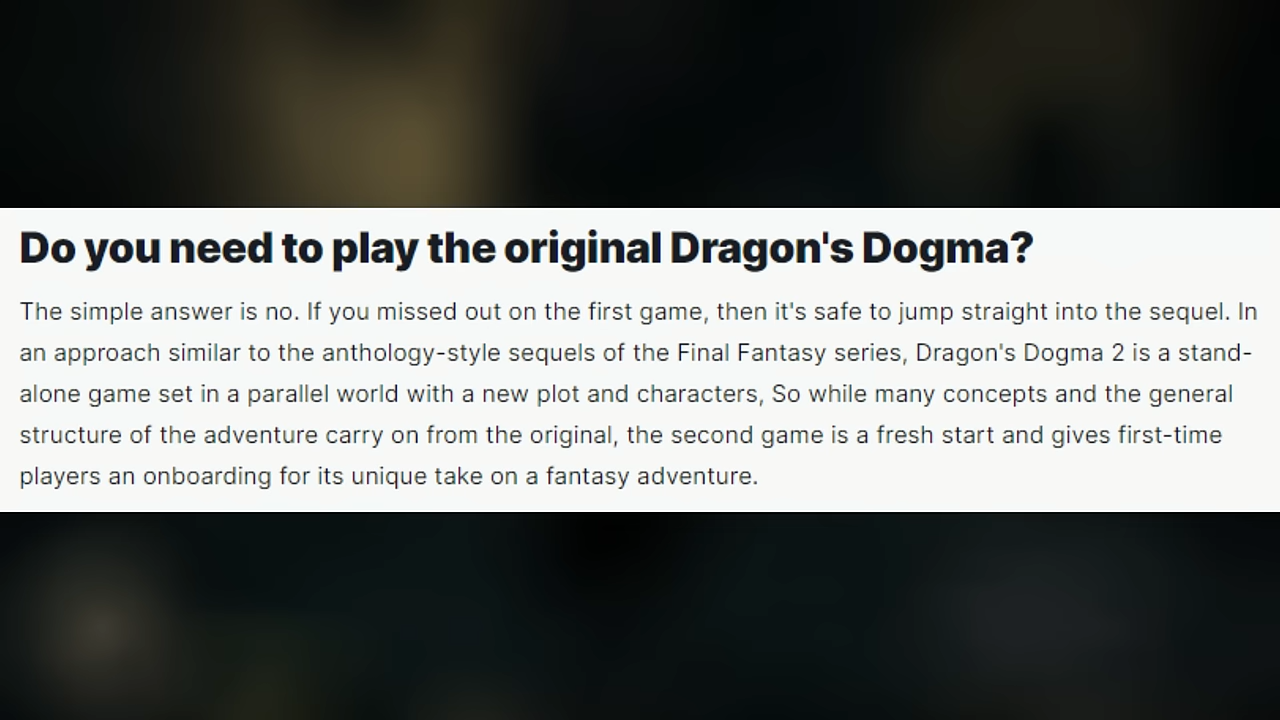 Do you need to play the original Dragon's Dogma?
The simple answer is no. If you missed out on the first game, then it's safe to jump straight into the sequel. In
an approach similar to the anthology-style sequels of the Final Fantasy series, Dragon's Dogma 2 is a stand-
alone game set in a parallel world with a new plot and characters, So while many concepts and the general
structure of the adventure carry on from the original, the second game is a fresh start and gives first-time
players an onboarding for its unique take on a fantasy adventure.